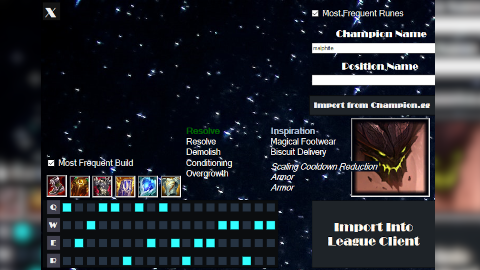 X
Most Frequent Runes
Champion Name
malphite
Position Name
Import from Champion.gg
Resolve
Resolve
Demolish
Conditioning
Overgrowth
Inspiration
Magical Footwear
Biscuit Delivery
Scaling Cooldown Reduction
Armor
Armor
Most Frequent Build
Q
W
E
R
Import Into
League Client